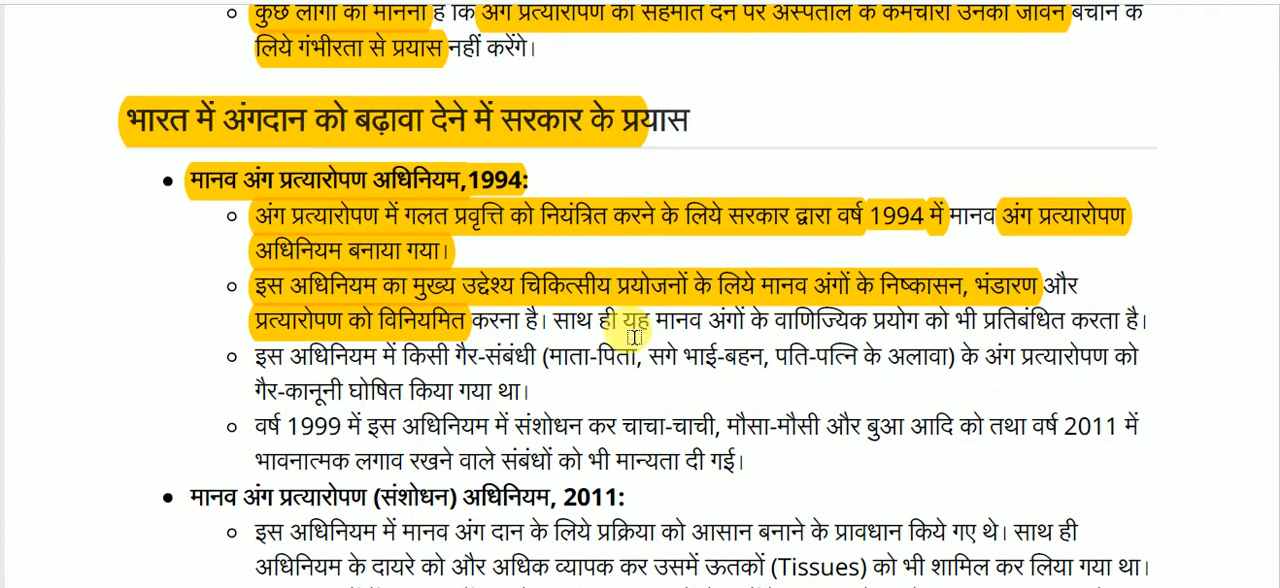 कुछ लोगों का मानना है कि अंग प्रत्यारोपण की सहमति देने पर अस्पताल के कर्मचारी उनका जीवन बचाने के
लिये गंभीरता से प्रयास नहीं करेंगे।
भारत में अंगदान को बढ़ावा देने में सरकार के प्रयास
मानव अंग प्रत्यारोपण अधिनियम,1994:
अंग प्रत्यारोपण में गलत प्रवृत्ति को नियंत्रित करने के लिये सरकार द्वारा वर्ष 1994 में मानव अंग प्रत्यारोपण
अधिनियम बनाया गया।
इस अधिनियम का मुख्य उद्देश्य चिकित्सीय प्रयोजनों के लिये मानव अंगों के निष्कासन, भंडारण और
प्रत्यारोपण को विनियमित करना है। साथ ही यह मानव अंगों के वाणिज्यिक प्रयोग को भी प्रतिबंधित करता है।
इस अधिनियम में किसी गैर-संबंधी (माता-पिता, सगे भाई-बहन, पति-पत्नि के अलावा) के अंग प्रत्यारोपण को
गैर-कानूनी घोषित किया गया था।
वर्ष 1999 में इस अधिनियम में संशोधन कर चाचा-चाची, मौसा-मौसी और बुआ आदि को तथा वर्ष 2011 में
भावनात्मक लगाव रखने वाले संबंधों को भी मान्यता दी गई।
मानव अंग प्रत्यारोपण (संशोधन) अधिनियम, 2011:
इस अधिनियम में मानव अंग दान के लिये प्रक्रिया को आसान बनाने के प्रावधान किये गए थे। साथ ही
अधिनियम के दायरे को और अधिक व्यापक कर उसमें ऊतकों (Tissues) को भी शामिल कर लिया गया था।